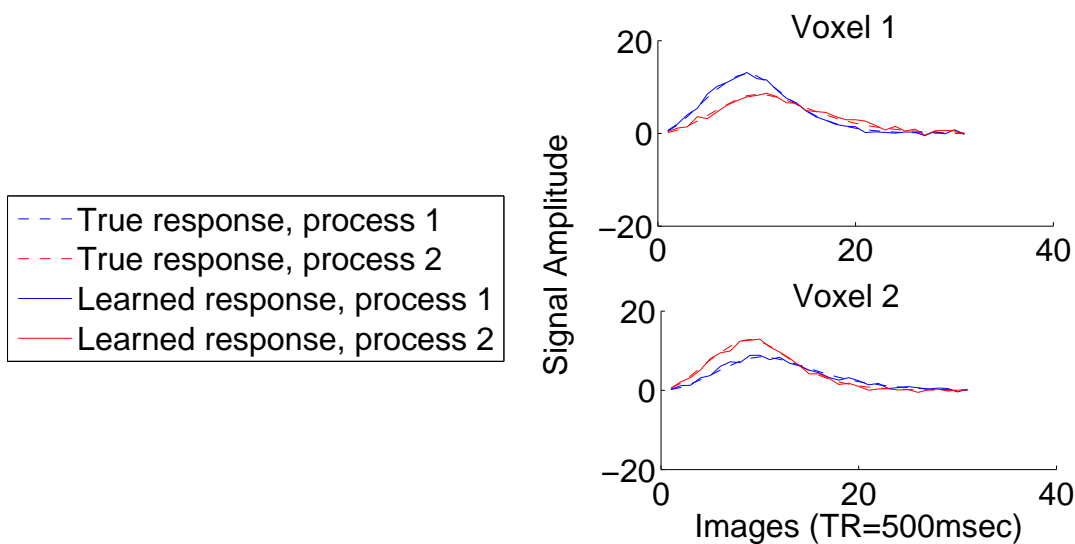 True response, process 1
True response, process 2
Learned response, process 1
Learned response, process 2
Signal Amplitude
Voxel 1
20
0
−20
0
20
40
Voxel 2
20
0
−20
0
20
40
Images (TR=500msec)